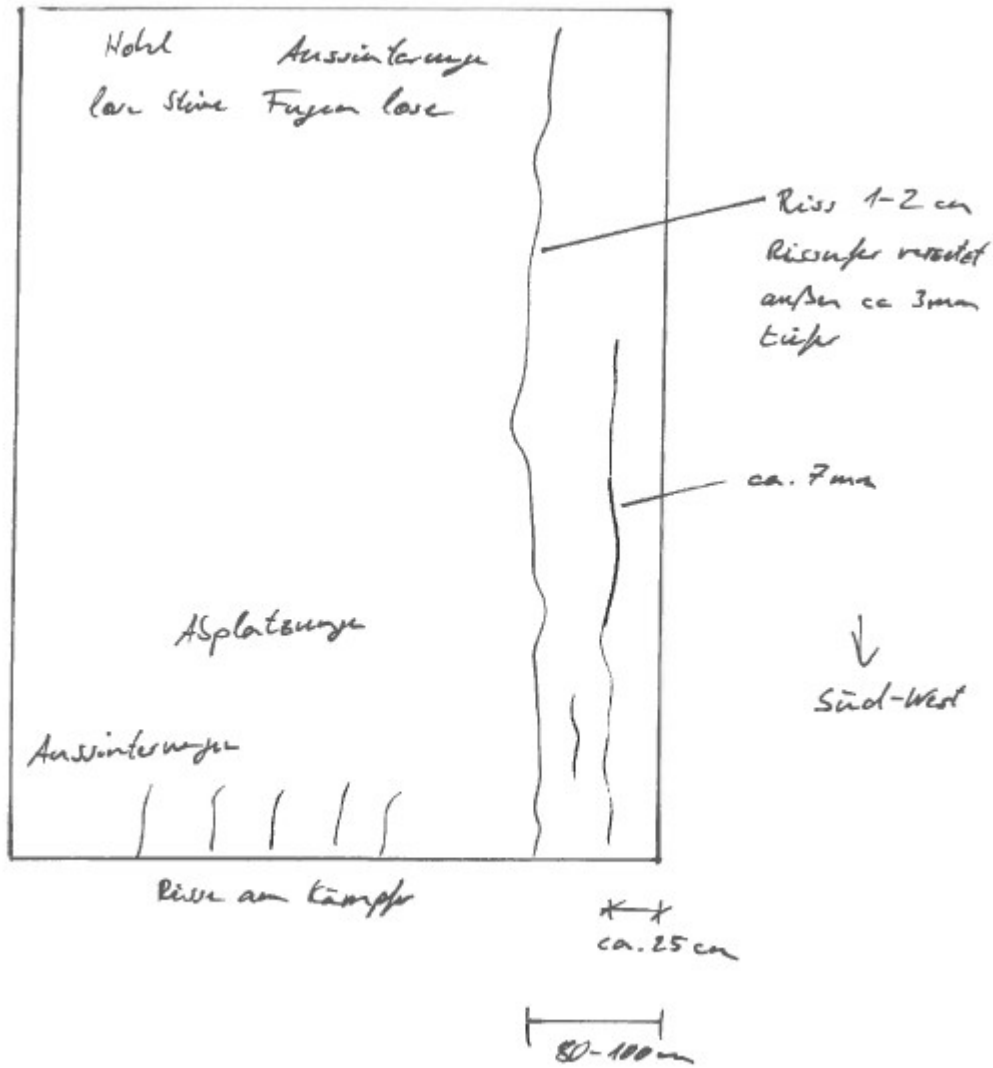 Hohl Aussinterungen
lose Steine Fugen lose
Riss 1-2 cm
Rissufer versetzt
außen ca 3mm
tiefer
ca. 7mm
Abplatzungen
Süd-West
Aussinterungen
Risse am Kämpfer
ca. 25 cm
80-100 cm